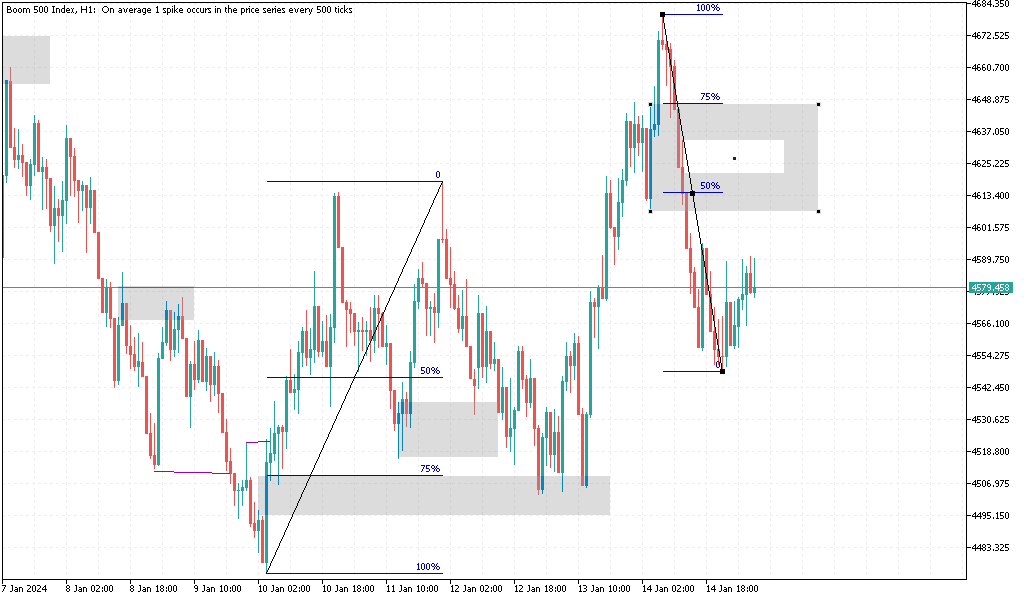 Boom 500 Index, H1: On average 1 spike occurs in the price series every 500 ticks
4684.350
4672.525
4660.700
4648.875
4637.050
4625.225
4613.400
4601.575
4589.750
4579.458
4566.100
4554.275
4542.450
4530.625
4518.800
4506.975
4495.150
4483.325
100%
75%
50%
0
0
50%
75%
100%
7 Jan 2024
8 Jan 02:00
8 Jan 18:00
9 Jan 10:00
10 Jan 02:00
10 Jan 18:00
11 Jan 10:00
12 Jan 02:00
12 Jan 18:00
13 Jan 10:00
14 Jan 02:00
14 Jan 18:00